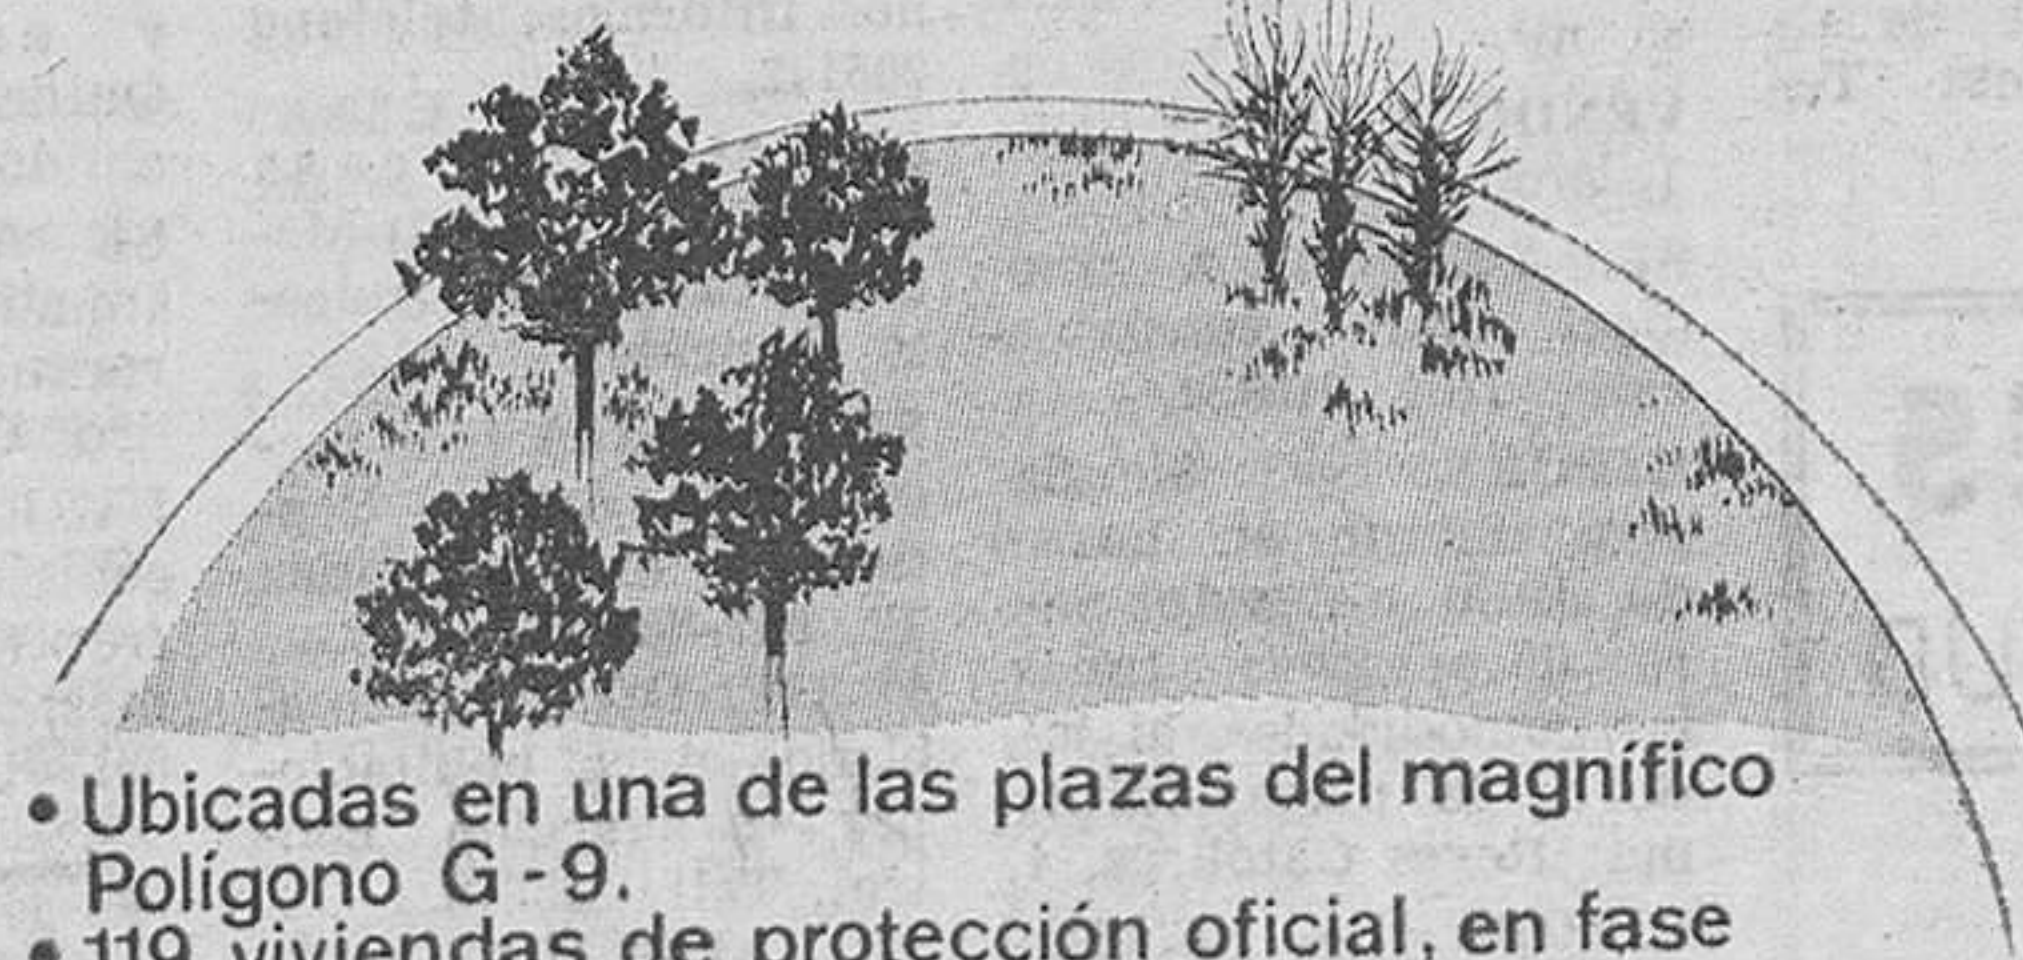 • Ubicadas en una de las plazas del magnífico
Polígono G-9.
• 119 viviendas de protección oficial, en fase